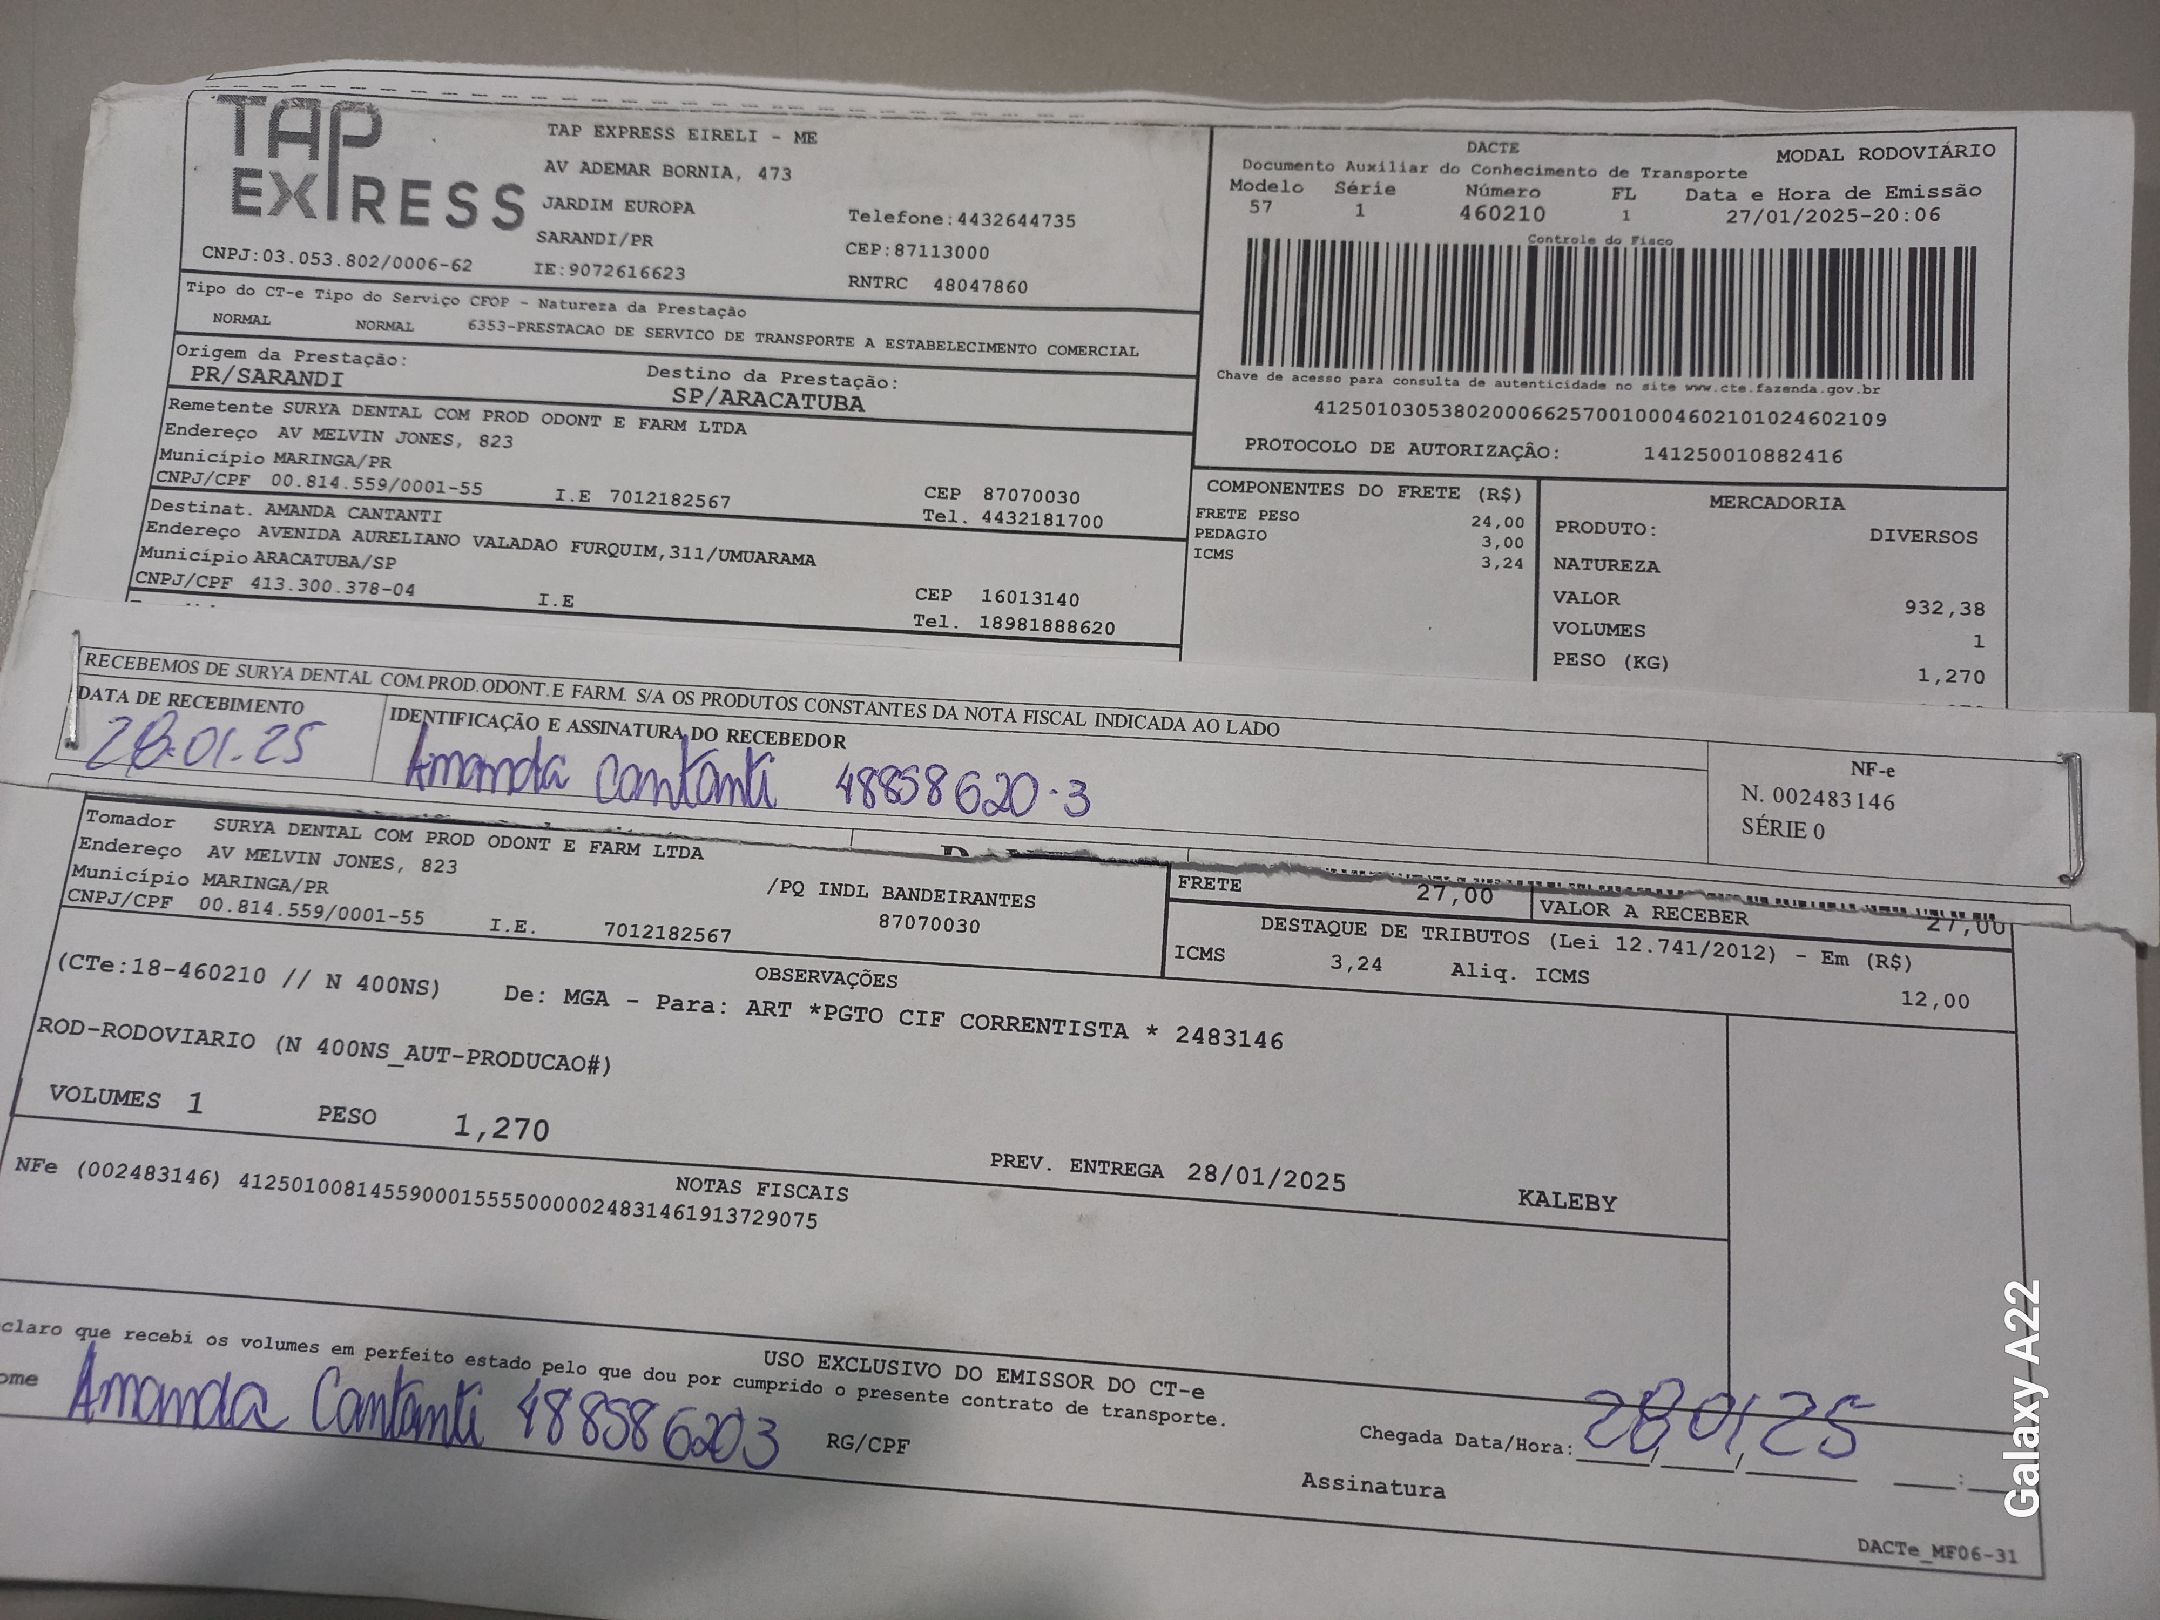 TAP
EXPRESS
TAP EXPRESS EIRELI - ME
AV ADEMAR BORNIA, 473
JARDIM EUROPA
SARANDI/PR
Telefone:4432644735
CEP:87113000
CNPJ:03.053.802/0006-62
IE:9072616623
RNTRC 48047860
DACTE
MODAL RODOVIÁRIO
Documento Auxiliar do Conhecimento de Transporte
Modelo Série Número FL Data e Hora de Emissão
57 1 460210 1 27/01/2025-20:06
Controle do Fisco
Chave de acesso para consulta de autenticidade no site www.cte.fazenda.gov.br
41250103053802000662570010004602101024602109
PROTOCOLO DE AUTORIZAÇÃO: 141250010882416
Tipo do CT-e Tipo do Serviço CFOP - Natureza da Prestação
NORMAL NORMAL 6353-PRESTACAO DE SERVICO DE TRANSPORTE A ESTABELECIMENTO COMERCIAL
Origem da Prestação: Destino da Prestação:
PR/SARANDI SP/ARACATUBA
Remetente SURYA DENTAL COM PROD ODONT E FARM LTDA
Endereço AV MELVIN JONES, 823
Município MARINGA/PR CEP 87070030
CNPJ/CPF 00.814.559/0001-55 I.E 7012182567 Tel. 4432181700
Destinat. AMANDA CANTANTI
Endereço AVENIDA AURELIANO VALADAO FURQUIM,311/UMUARAMA
Município ARACATUBA/SP CEP 16013140
CNPJ/CPF 413.300.378-04 I.E Tel. 18981888620
COMPONENTES DO FRETE (R$)
FRETE PESO 24,00
PEDAGIO 3,00
ICMS 3,24
MERCADORIA
PRODUTO: DIVERSOS
NATUREZA
VALOR 932,38
VOLUMES 1
PESO (KG) 1,270
RECEBEMOS DE SURYA DENTAL COM.PROD.ODONT.E FARM. S/A OS PRODUTOS CONSTANTES DA NOTA FISCAL INDICADA AO LADO
DATA DE RECEBIMENTO IDENTIFICAÇÃO E ASSINATURA DO RECEBEDOR
28.01.25 Amanda Cantanti 48858620-3
NF-e
N. 002483146
SÉRIE 0
Tomador SURYA DENTAL COM PROD ODONT E FARM LTDA
Endereço AV MELVIN JONES, 823 /PQ INDL BANDEIRANTES
Município MARINGA/PR 87070030
CNPJ/CPF 00.814.559/0001-55 I.E. 7012182567
FRETE 27,00 VALOR A RECEBER 27,00
DESTAQUE DE TRIBUTOS (Lei 12.741/2012) - Em (R$)
ICMS 3,24 Aliq. ICMS 12,00
OBSERVAÇÕES
(CTe:18-460210 // N 400NS) De: MGA - Para: ART *PGTO CIF CORRENTISTA * 2483146
ROD-RODOVIARIO (N 400NS_AUT-PRODUCAO#)
VOLUMES 1 PESO 1,270 PREV. ENTREGA 28/01/2025 KALEBY
NOTAS FISCAIS
NFe (002483146) 41250100814559000155550000024831461913729075
USO EXCLUSIVO DO EMISSOR DO CT-e
claro que recebi os volumes em perfeito estado pelo que dou por cumprido o presente contrato de transporte.
ome Amanda Cantanti 488586203 RG/CPF
Chegada Data/Hora: 28 01 25 __/__/____ __:__
Assinatura
DACTe_MF06-31
Galaxy A22